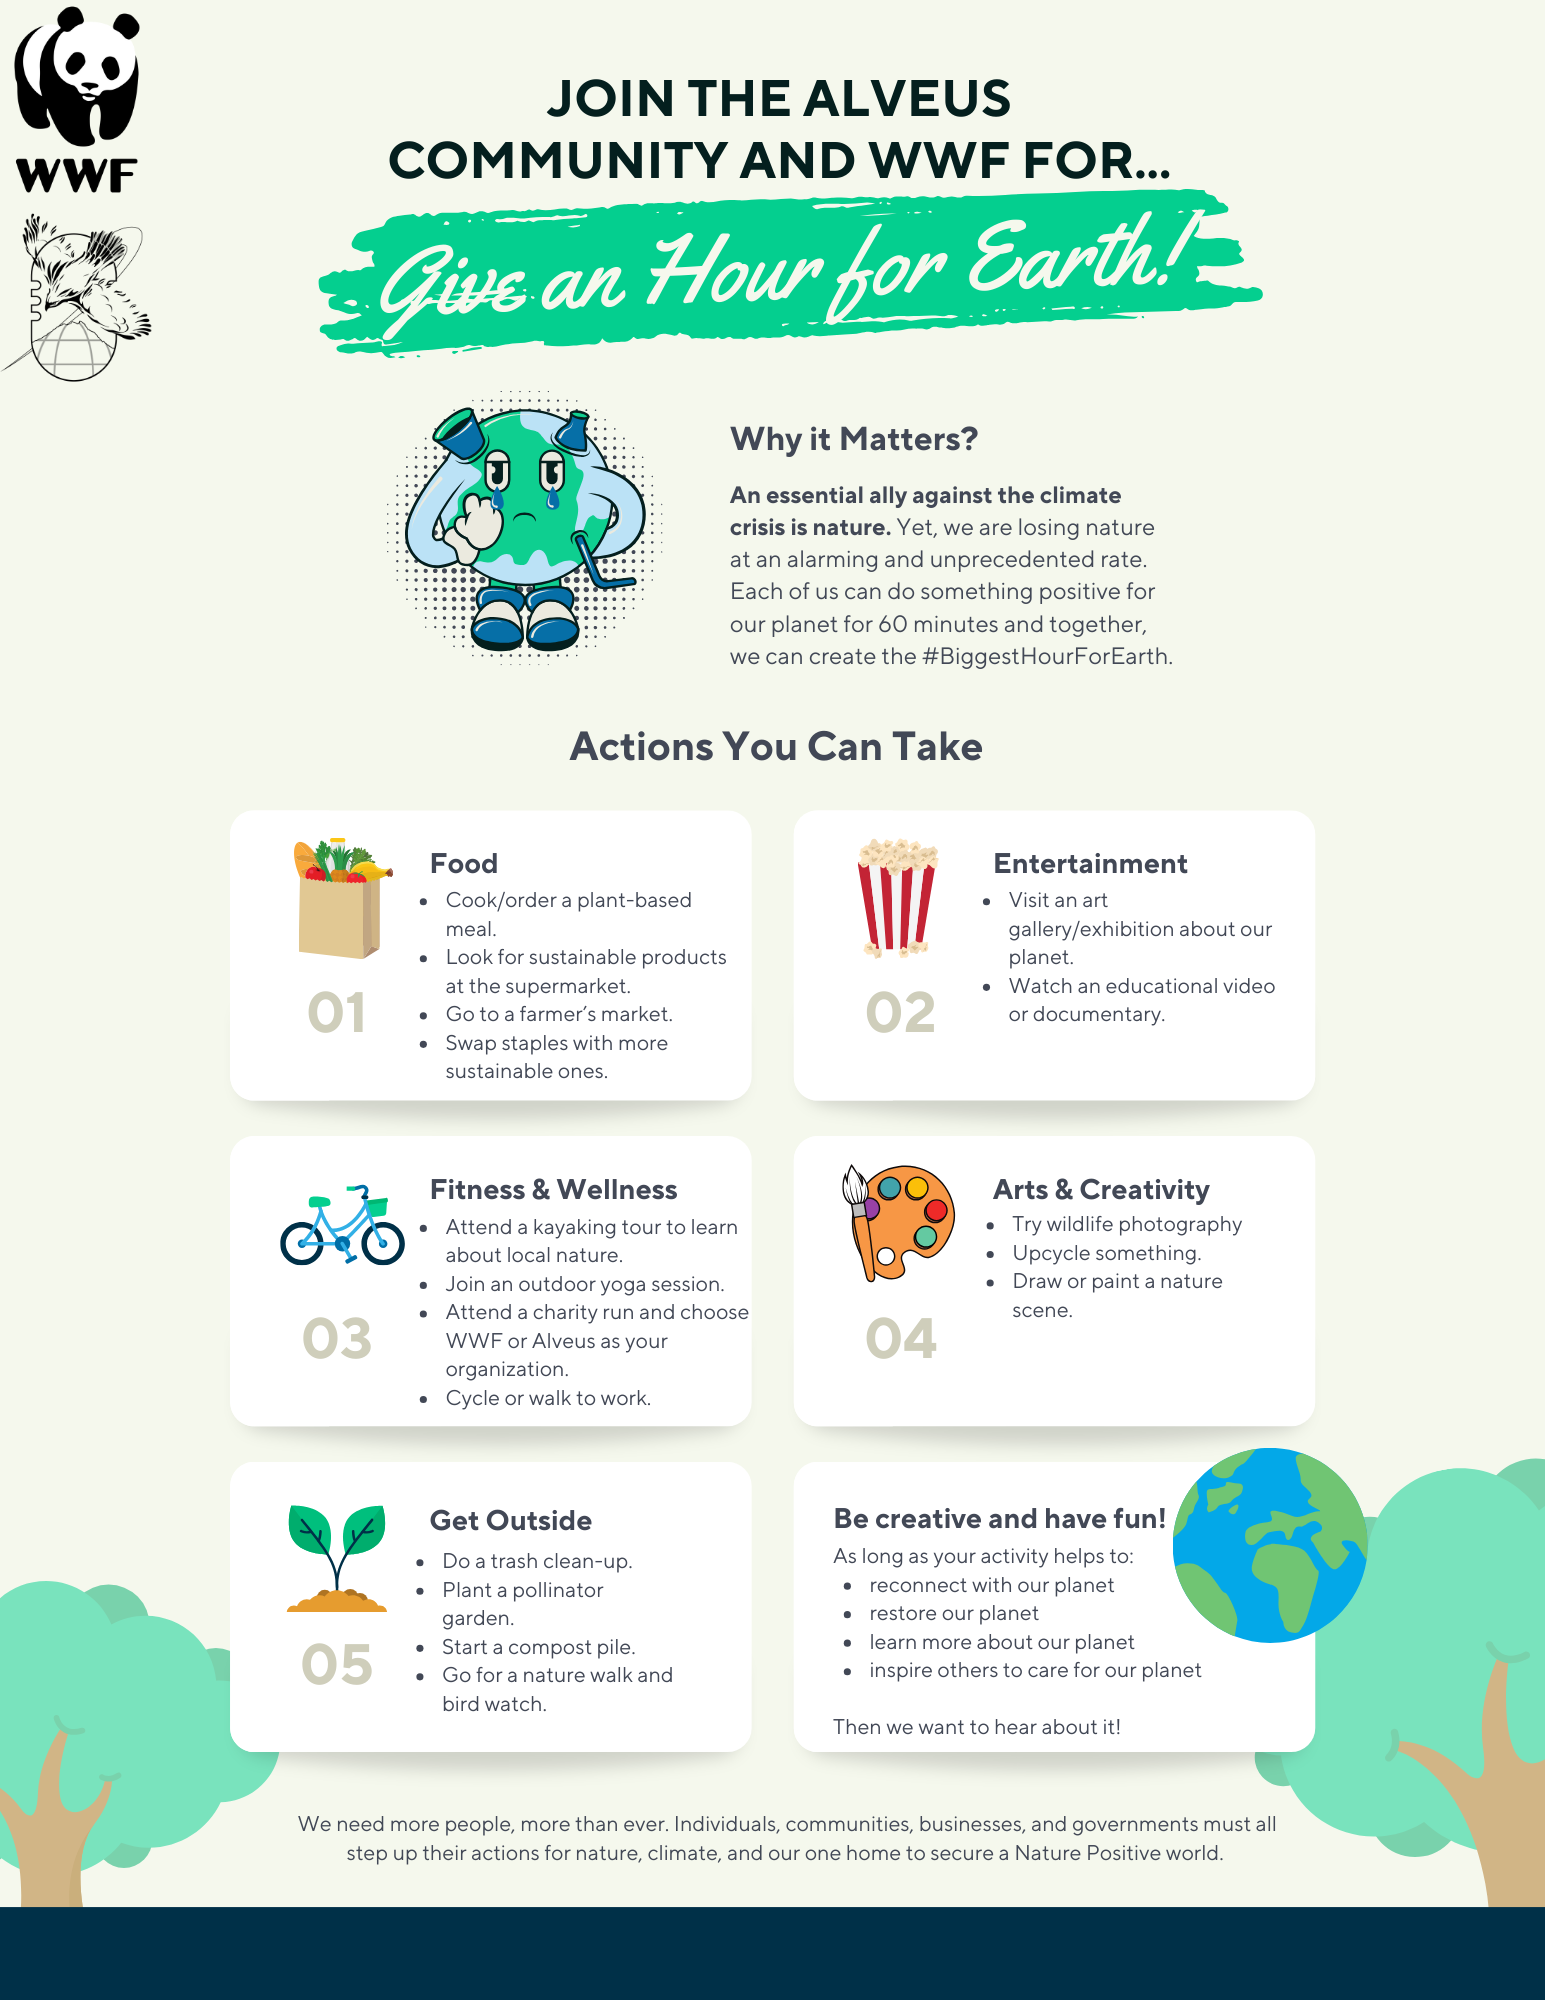 WWF
JOIN THE ALVEUS
COMMUNITY AND WWF FOR...
Give an Hour for Earth!
Why it Matters?
An essential ally against the climate
crisis is nature. Yet, we are losing nature
at an alarming and unprecedented rate.
Each of us can do something positive for
our planet for 60 minutes and together,
we can create the #BiggestHourForEarth.
Actions You Can Take
01
Food
• Cook/order a plant-based
meal.
• Look for sustainable products
at the supermarket.
• Go to a farmer’s market.
• Swap staples with more
sustainable ones.
02
Entertainment
• Visit an art
gallery/exhibition about our
planet.
• Watch an educational video
or documentary.
03
Fitness & Wellness
• Attend a kayaking tour to learn
about local nature.
• Join an outdoor yoga session.
• Attend a charity run and choose
WWF or Alveus as your
organization.
• Cycle or walk to work.
04
Arts & Creativity
• Try wildlife photography
• Upcycle something.
• Draw or paint a nature
scene.
05
Get Outside
• Do a trash clean-up.
• Plant a pollinator
garden.
• Start a compost pile.
• Go for a nature walk and
bird watch.
Be creative and have fun!
As long as your activity helps to:
• reconnect with our planet
• restore our planet
• learn more about our planet
• inspire others to care for our planet
Then we want to hear about it!
We need more people, more than ever. Individuals, communities, businesses, and governments must all
step up their actions for nature, climate, and our one home to secure a Nature Positive world.